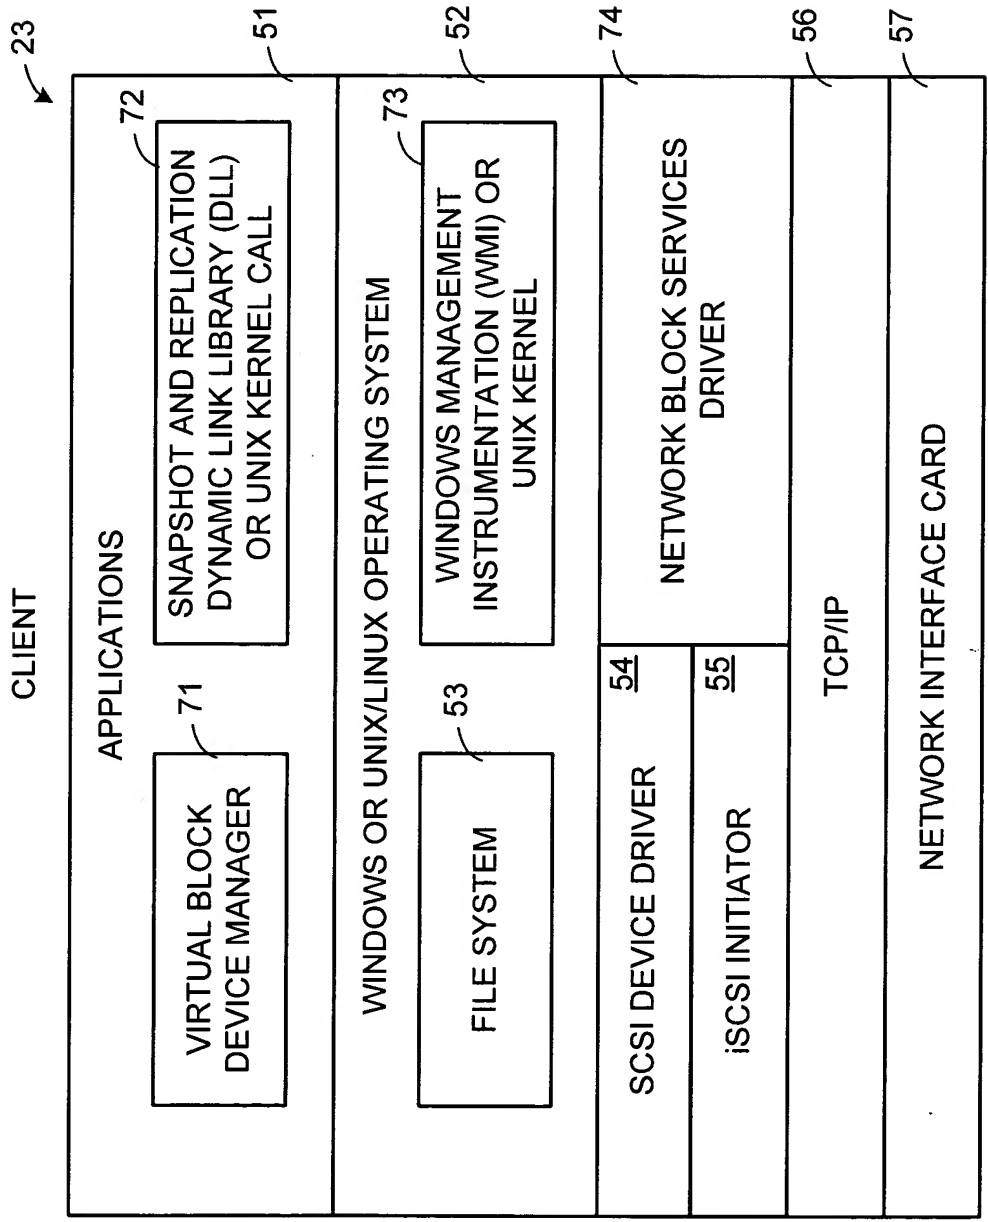 CLIENT
23
APPLICATIONS
51
VIRTUAL BLOCK
DEVICE MANAGER
71
SNAPSHOT AND REPLICATION
DYNAMIC LINK LIBRARY (DLL)
OR UNIX KERNEL CALL
72
WINDOWS OR UNIX/LINUX OPERATING SYSTEM
52
FILE SYSTEM
53
WINDOWS MANAGEMENT
INSTRUMENTATION (WMI) OR
UNIX KERNEL
73
SCSI DEVICE DRIVER
54
iSCSI INITIATOR
55
NETWORK BLOCK SERVICES
DRIVER
74
TCP/IP
56
NETWORK INTERFACE CARD
57